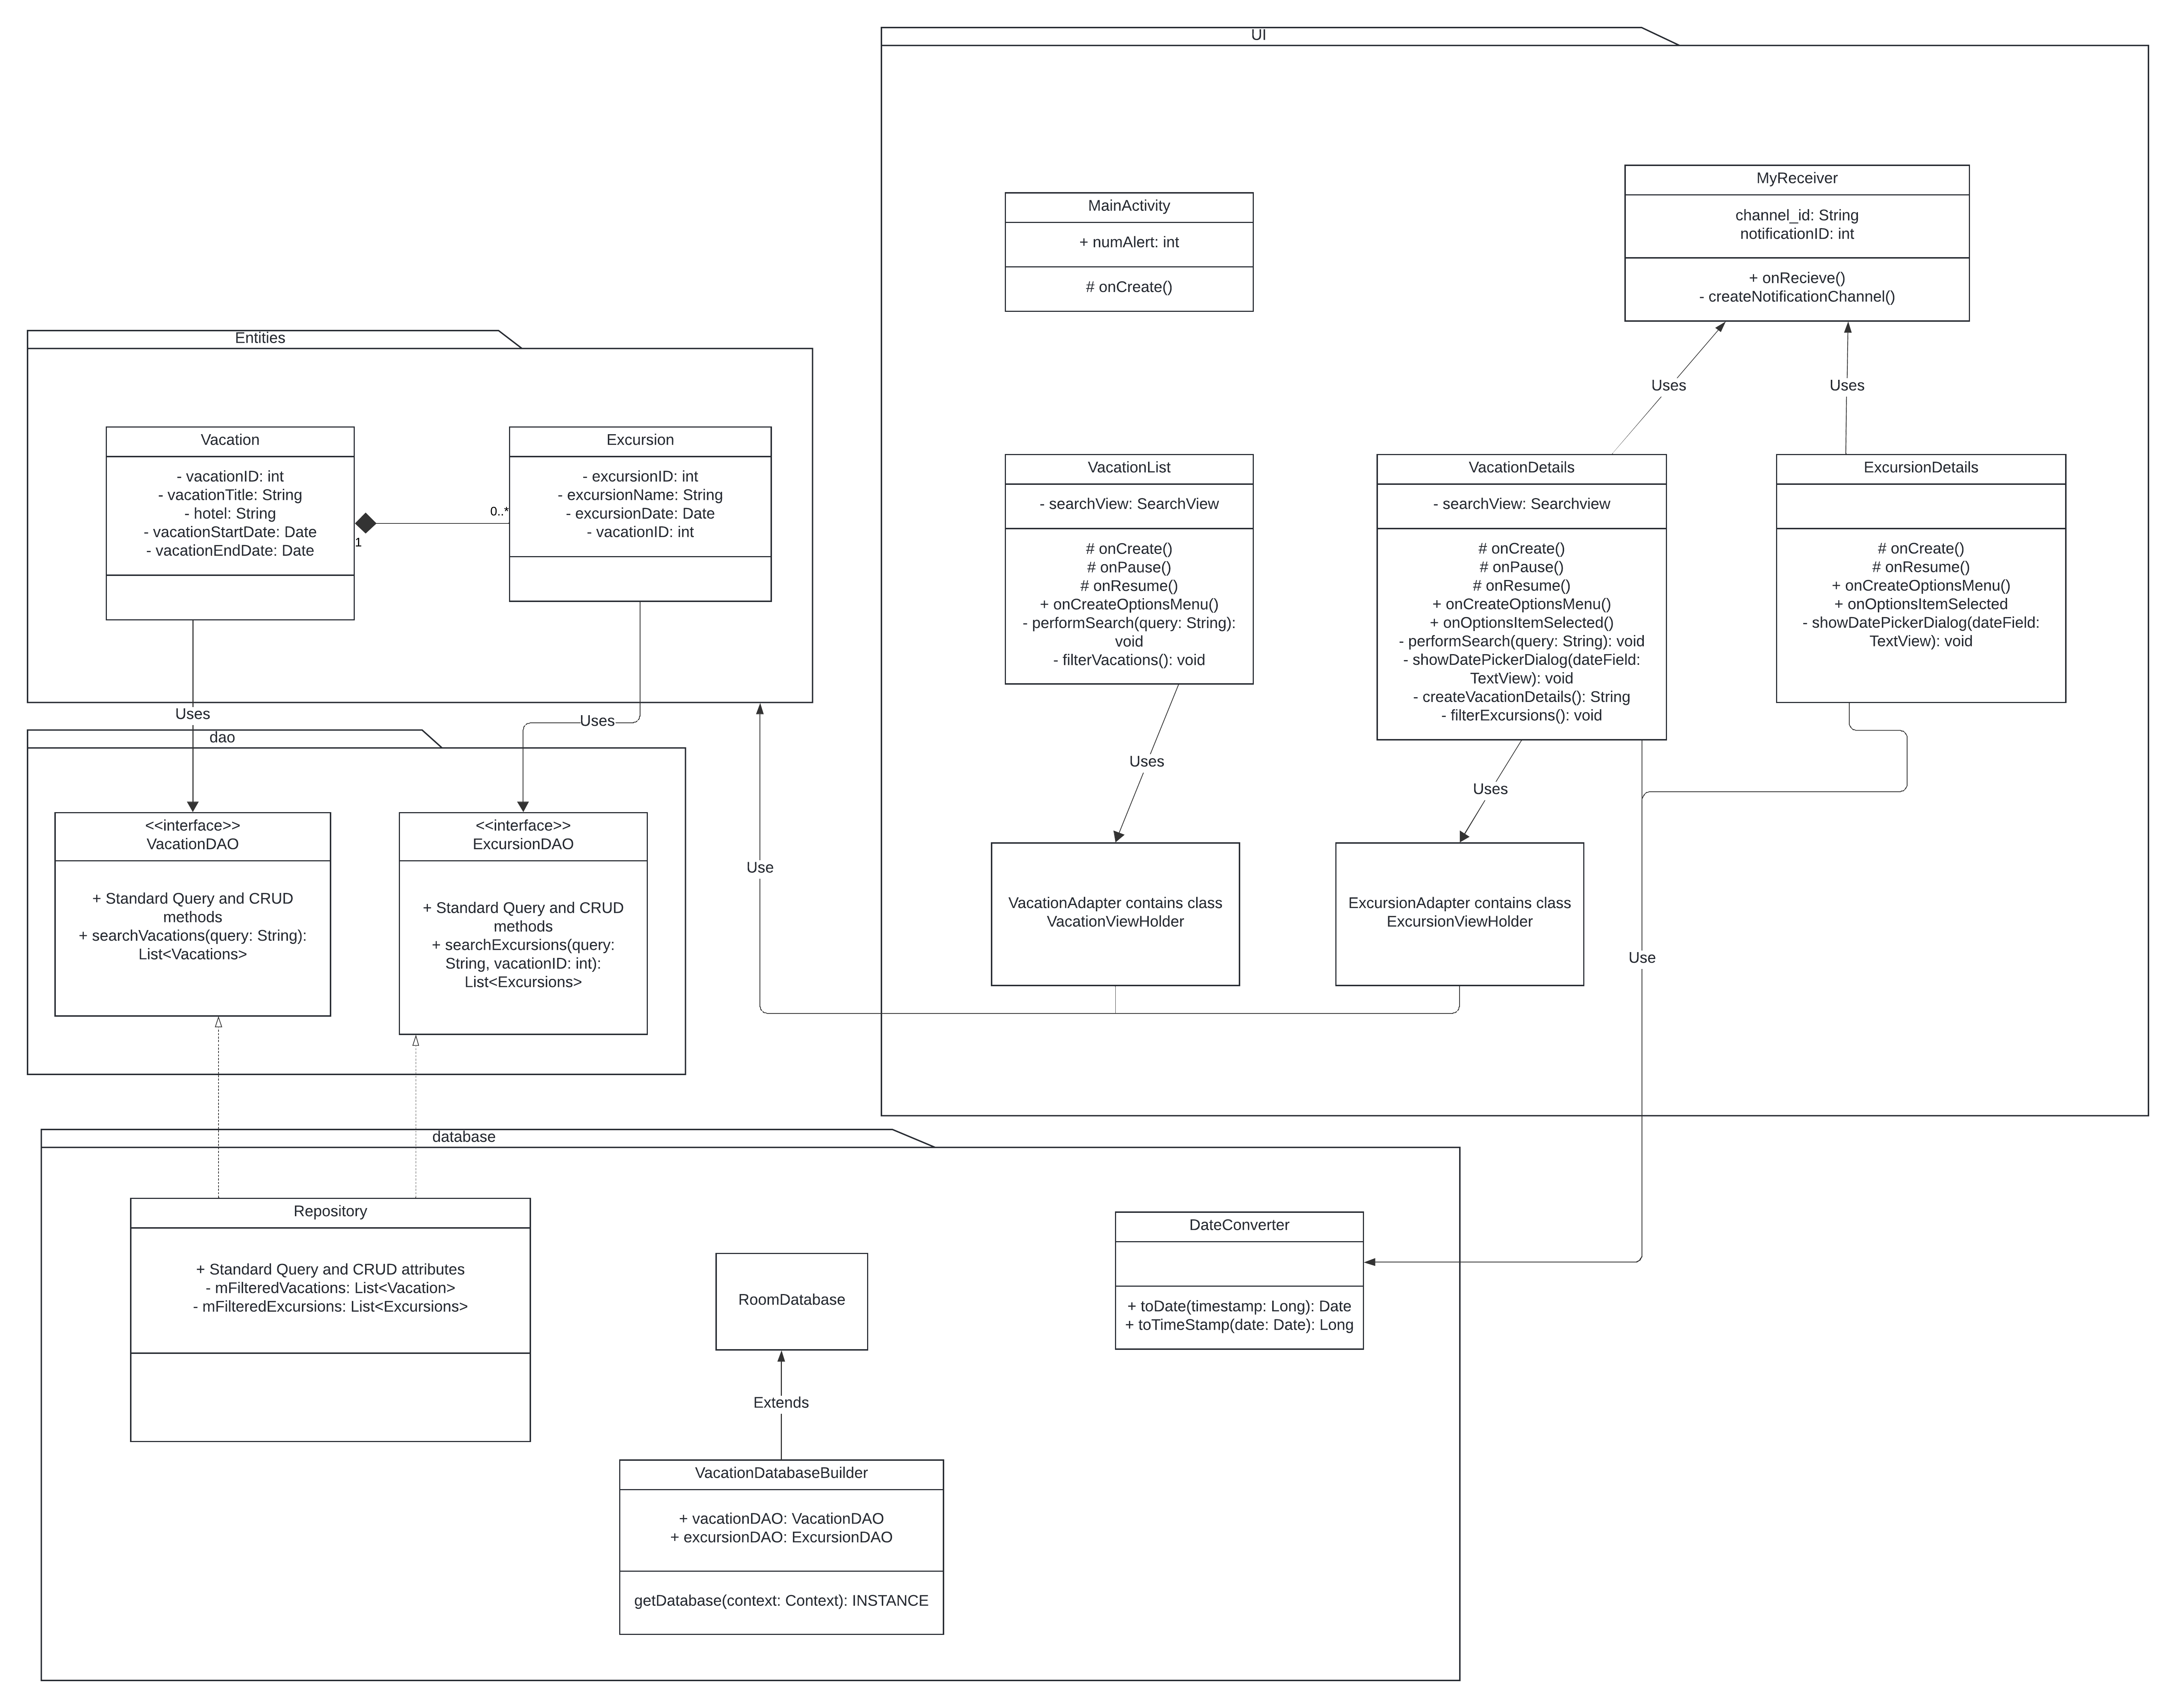 UI
MainActivity
+ numAlert: int
# onCreate()
MyReceiver
channel_id: String
notificationID: int
+ onRecieve()
- createNotificationChannel()
Uses
Uses
VacationList
- searchView: SearchView
# onCreate()
# onPause()
# onResume()
+ onCreateOptionsMenu()
- performSearch(query: String):
void
- filterVacations(): void
VacationDetails
- searchView: Searchview
# onCreate()
# onPause()
# onResume()
+ onCreateOptionsMenu()
+ onOptionsItemSelected()
- performSearch(query: String): void
- showDatePickerDialog(dateField:
TextView): void
- createVacationDetails(): String
- filterExcursions(): void
ExcursionDetails
# onCreate()
# onResume()
+ onCreateOptionsMenu()
+ onOptionsItemSelected
- showDatePickerDialog(dateField:
TextView): void
Uses
Uses
VacationAdapter contains class
VacationViewHolder
ExcursionAdapter contains class
ExcursionViewHolder
Use
Use
Entities
Vacation
- vacationID: int
- vacationTitle: String
- hotel: String
- vacationStartDate: Date
- vacationEndDate: Date
1
0..*
Excursion
- excursionID: int
- excursionName: String
- excursionDate: Date
- vacationID: int
Uses
Uses
dao
<<interface>>
VacationDAO
+ Standard Query and CRUD
methods
+ searchVacations(query: String):
List<Vacations>
<<interface>>
ExcursionDAO
+ Standard Query and CRUD
methods
+ searchExcursions(query:
String, vacationID: int):
List<Excursions>
database
Repository
+ Standard Query and CRUD attributes
- mFilteredVacations: List<Vacation>
- mFilteredExcursions: List<Excursions>
RoomDatabase
Extends
VacationDatabaseBuilder
+ vacationDAO: VacationDAO
+ excursionDAO: ExcursionDAO
getDatabase(context: Context): INSTANCE
DateConverter
+ toDate(timestamp: Long): Date
+ toTimeStamp(date: Date): Long